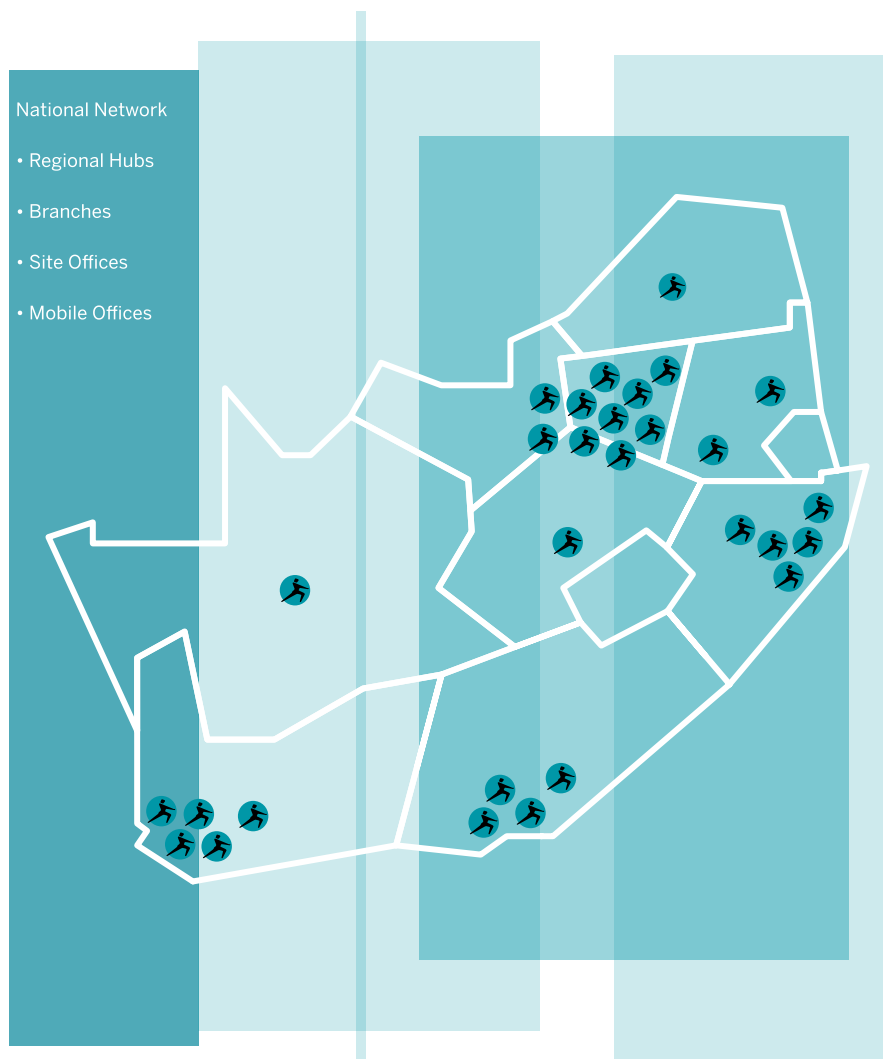 National Network
• Regional Hubs
• Branches
• Site Offices
• Mobile Offices